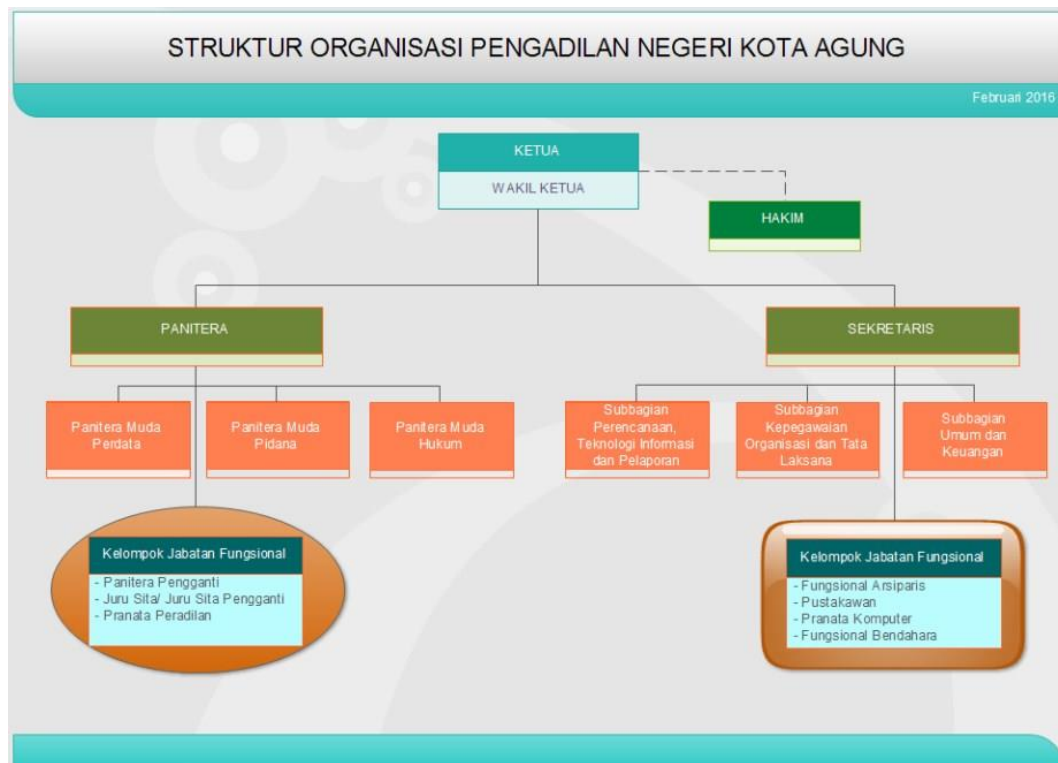 STRUKTUR ORGANISASI PENGADILAN NEGERI KOTA AGUNG
Februari 2016
KETUA
WAKIL KETUA
HAKIM
PANITERA
SEKRETARIS
Panitera Muda
Perdata
Panitera Muda
Pidana
Panitera Muda
Hukum
Subbagian
Perencanaan,
Teknologi Informasi
dan Pelaporan
Subbagian
Kepegawaian
Organisasi dan Tata
Laksana
Subbagian
Umum dan
Keuangan
Kelompok Jabatan Fungsional
- Panitera Pengganti
- Juru Sita/ Juru Sita Pengganti
- Pranata Peradilan
Kelompok Jabatan Fungsional
- Fungsional Arsiparis
- Pustakawan
- Pranata Komputer
- Fungsional Bendahara